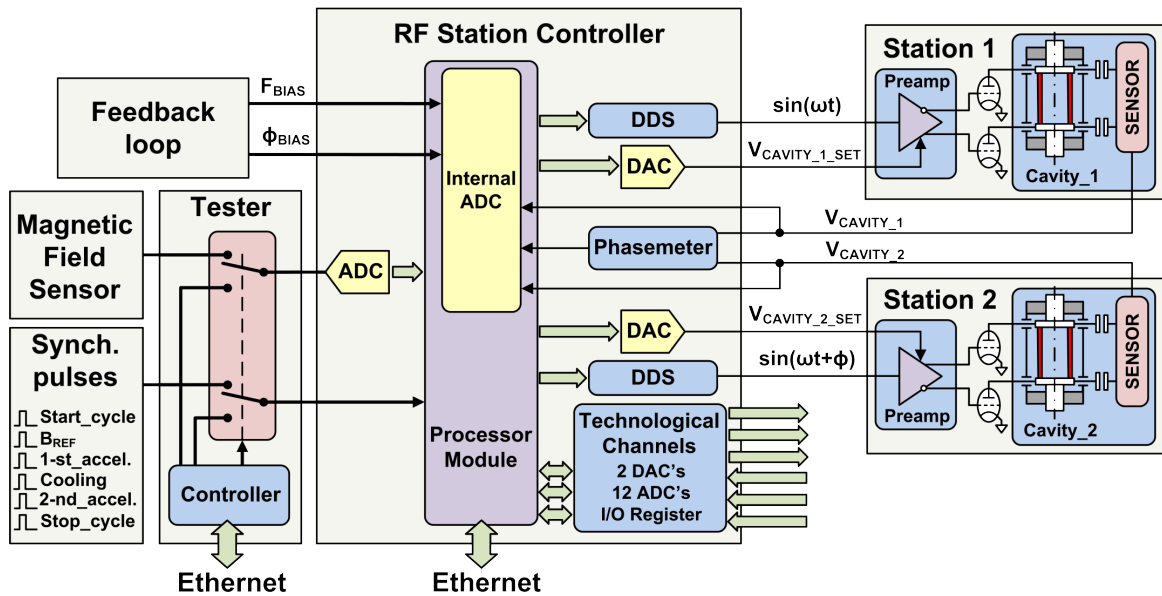 RF Station Controller
Feedback
loop
F_BIAS
ϕ_BIAS
Internal
ADC
DDS
DAC
sin(ωt)
V_CAVITY_1_SET
Station 1
Preamp
SENSOR
Cavity_1
Magnetic
Field
Sensor
Tester
ADC
Phasemeter
V_CAVITY_1
V_CAVITY_2
Synch.
pulses
Start_cycle
B_REF
1-st_accel.
Cooling
2-nd_accel.
Stop_cycle
Controller
Ethernet
Processor
Module
Ethernet
DAC
DDS
V_CAVITY_2_SET
sin(ωt+ϕ)
Technological
Channels
2 DAC's
12 ADC's
I/O Register
Station 2
Preamp
SENSOR
Cavity_2